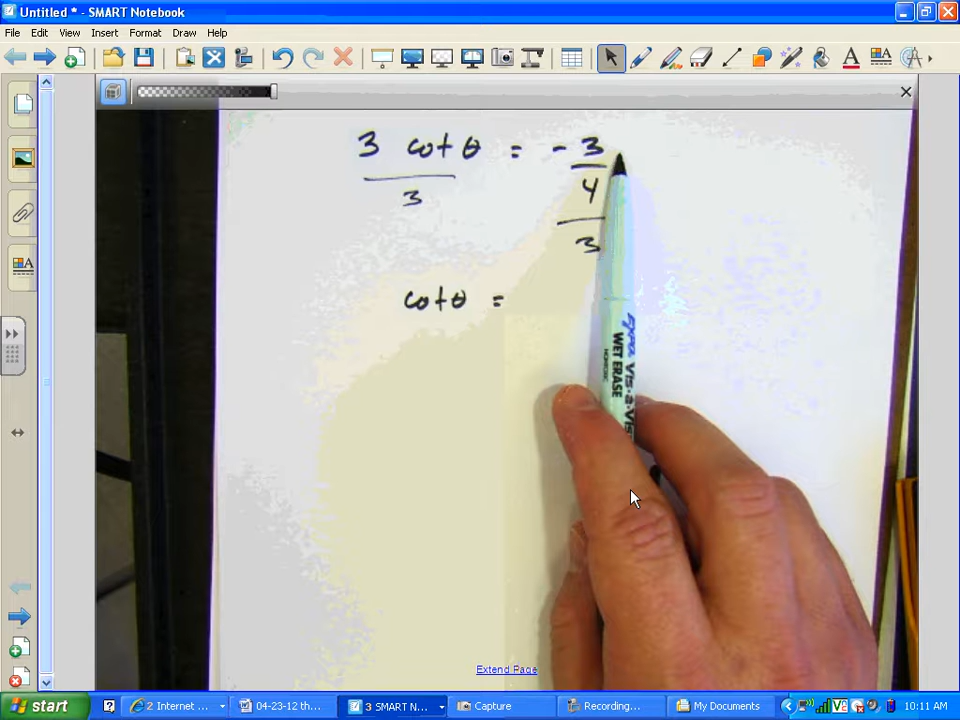 Untitled * - SMART Notebook
File Edit View Insert Format Draw Help
3 cot θ = - 3
4
3
3
cot θ =
Expo VIS-à-VIS
WET ERASE
Extend Page
start
2 Internet ...
04-23-12 th...
3 SMART N...
Capture
Recording...
My Documents
10:11 AM